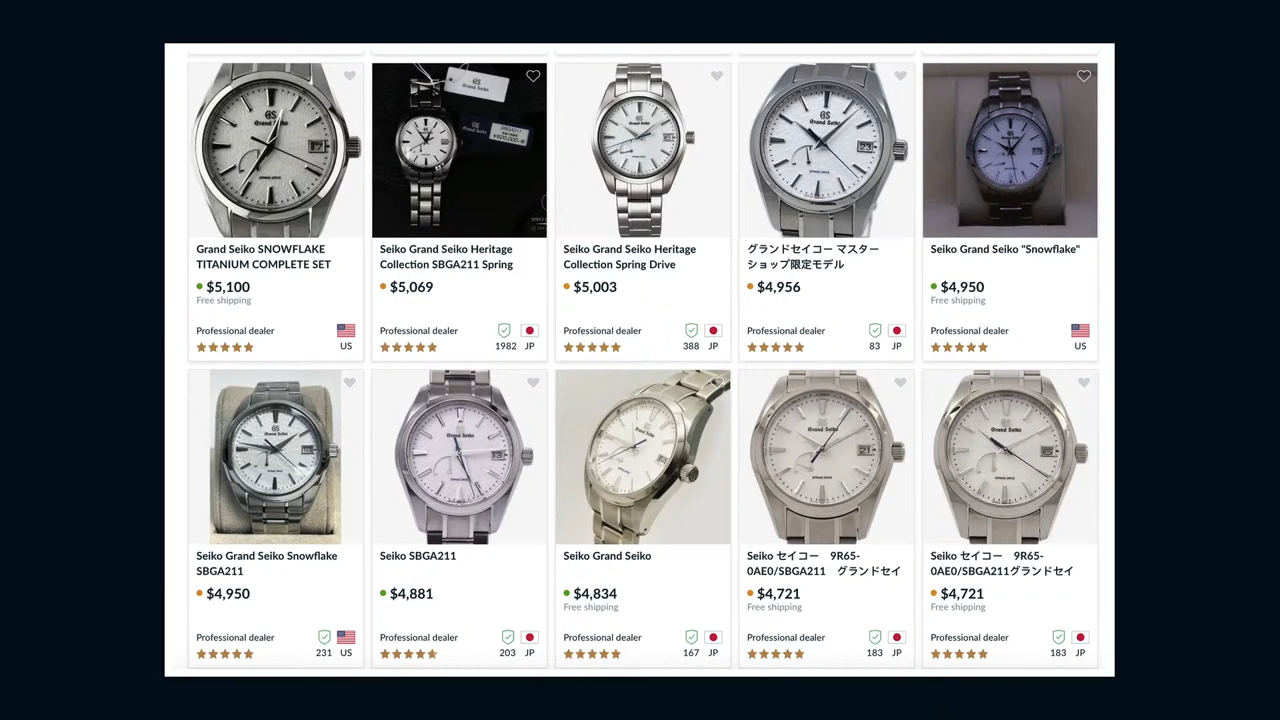 Grand Seiko SNOWFLAKE
TITANIUM COMPLETE SET
$5,100
Free shipping
Professional dealer
US
Seiko Grand Seiko Heritage
Collection SBGA211 Spring
$5,069
Professional dealer
1982 JP
Seiko Grand Seiko Heritage
Collection Spring Drive
$5,003
Professional dealer
388 JP
グランドセイコー マスター
ショップ限定モデル
$4,956
Professional dealer
83 JP
Seiko Grand Seiko "Snowflake"
$4,950
Free shipping
Professional dealer
US
Seiko Grand Seiko Snowflake
SBGA211
$4,950
Professional dealer
231 US
Seiko SBGA211
$4,881
Professional dealer
203 JP
Seiko Grand Seiko
$4,834
Free shipping
Professional dealer
167 JP
Seiko セイコー　9R65-
0AE0/SBGA211　グランドセイ
$4,721
Free shipping
Professional dealer
183 JP
Seiko セイコー　9R65-
0AE0/SBGA211グランドセイ
$4,721
Free shipping
Professional dealer
183 JP